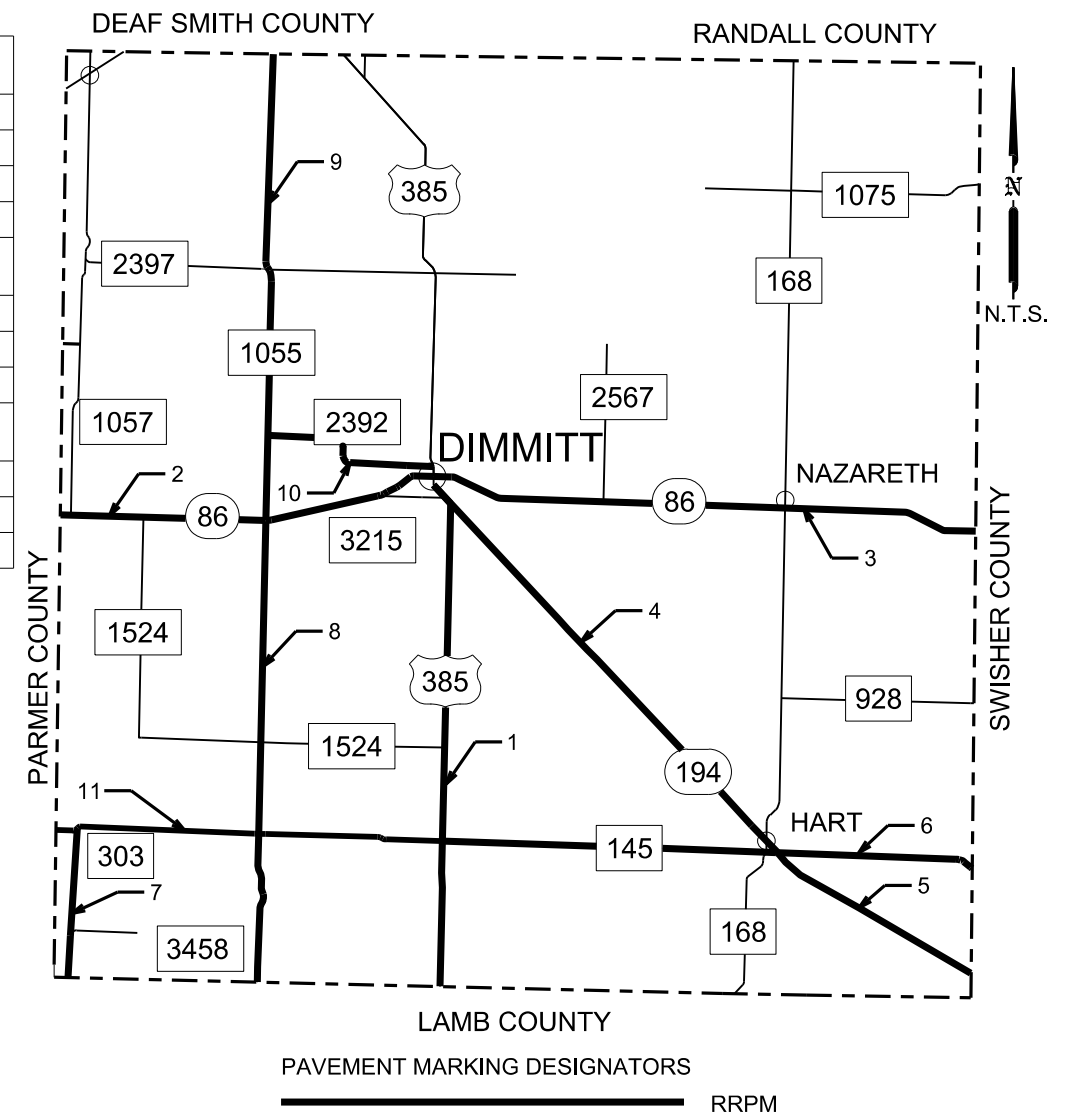 DEAF SMITH COUNTY
RANDALL COUNTY
9
385
1075
N
2397
168
N.T.S.
1055
2567
1057
2392
DIMMITT
NAZARETH
2
10
86
86
3215
3
PARMER COUNTY
SWISHER COUNTY
4
1524
8
385
928
1524
1
194
11
HART
6
303
145
7
5
168
3458
LAMB COUNTY
PAVEMENT MARKING DESIGNATORS
RRPM